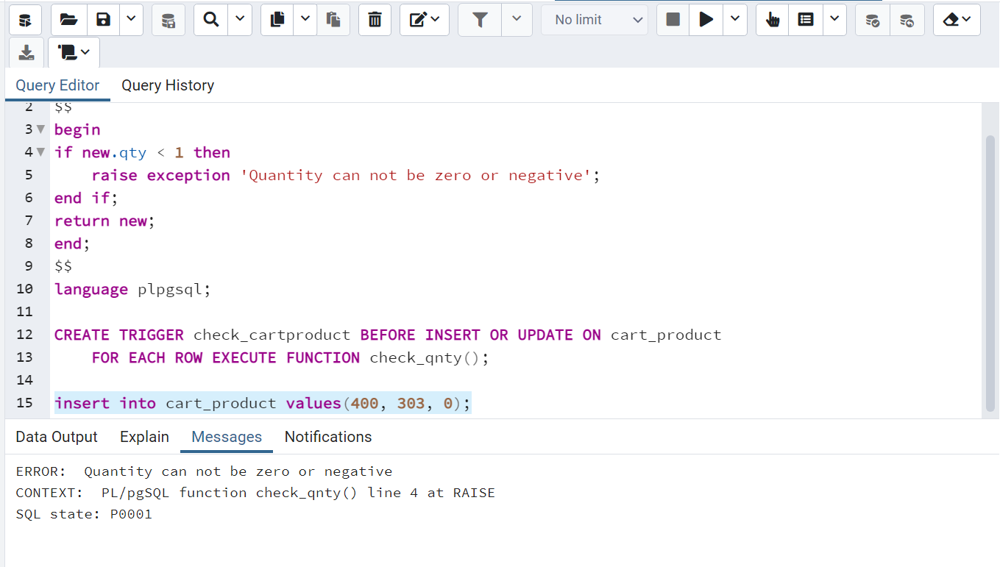 No limit
Query Editor Query History
2 $$
3 begin
4 if new.qty < 1 then
5 raise exception 'Quantity can not be zero or negative';
6 end if;
7 return new;
8 end;
9 $$
10 language plpgsql;
11
12 CREATE TRIGGER check_cartproduct BEFORE INSERT OR UPDATE ON cart_product
13 FOR EACH ROW EXECUTE FUNCTION check_qnty();
14
15 insert into cart_product values(400, 303, 0);
Data Output Explain Messages Notifications
ERROR:  Quantity can not be zero or negative
CONTEXT:  PL/pgSQL function check_qnty() line 4 at RAISE
SQL state: P0001